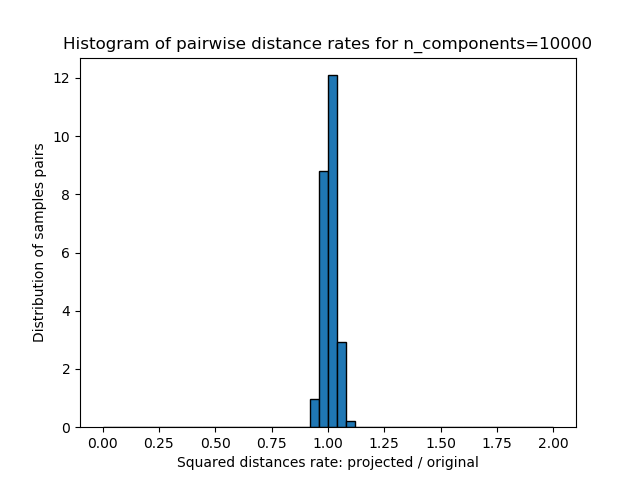 Histogram of pairwise distance rates for n_components=10000
Distribution of samples pairs
12
10
8
6
4
2
0
0.00 0.25 0.50 0.75 1.00 1.25 1.50 1.75 2.00
Squared distances rate: projected / original